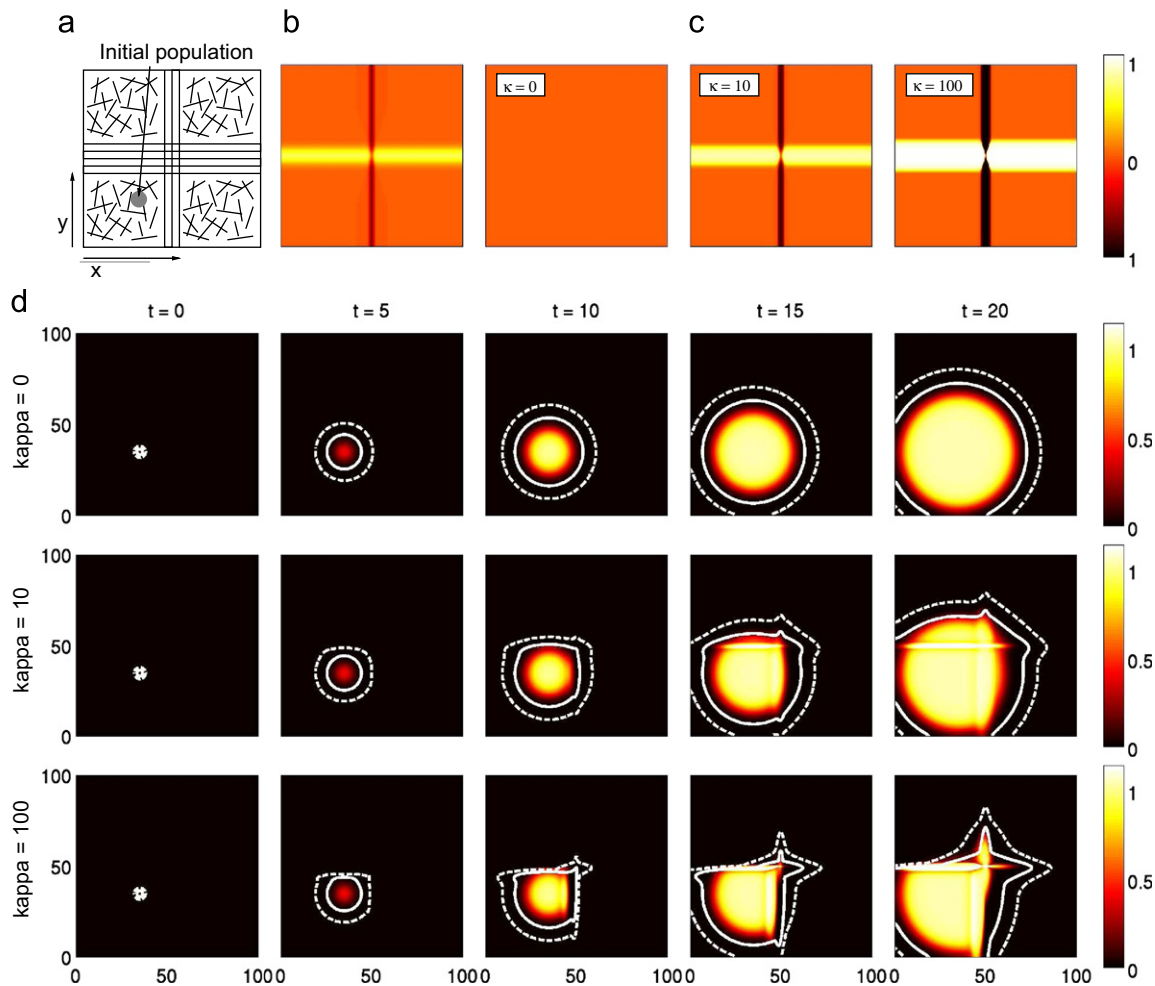 a
b
c
Initial population
κ = 0
κ = 10
κ = 100
1
0
1
y
x
d
t = 0
t = 5
t = 10
t = 15
t = 20
kappa = 0
100
50
0
1
0.5
0
kappa = 10
100
50
0
1
0.5
0
kappa = 100
100
50
0
1
0.5
0
0 50 100 0 50 100 0 50 100 0 50 100 0 50 100